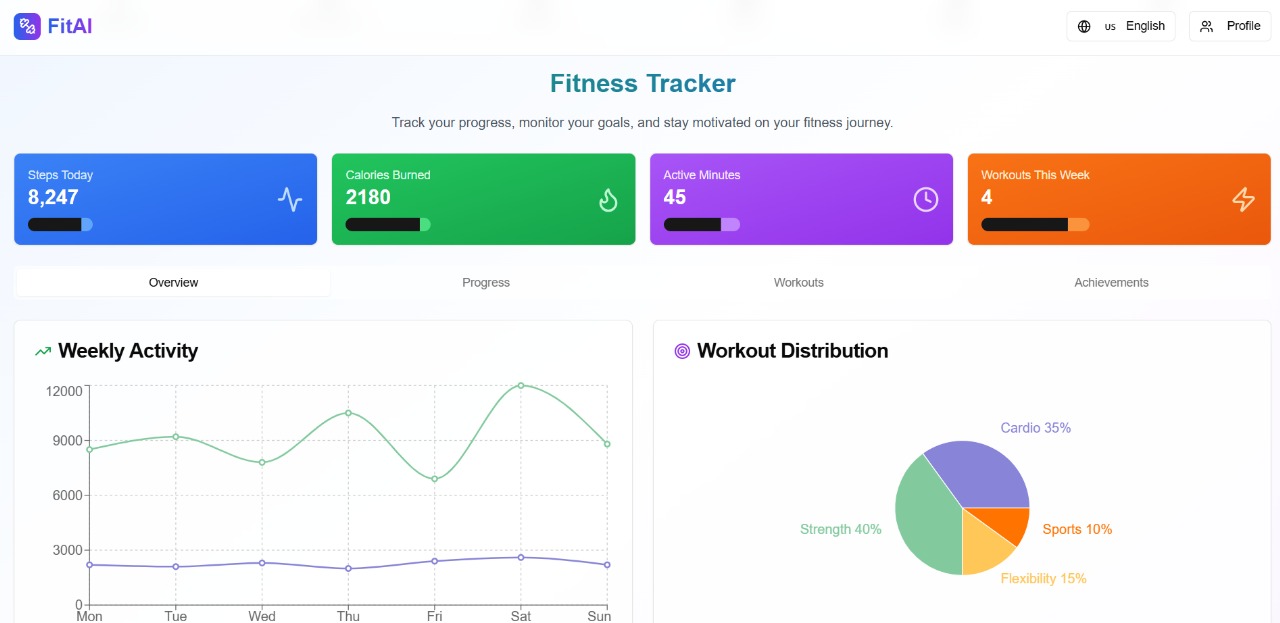 FitAI
us English
Profile
Fitness Tracker
Track your progress, monitor your goals, and stay motivated on your fitness journey.
Steps Today
8,247
Calories Burned
2180
Active Minutes
45
Workouts This Week
4
Overview
Progress
Workouts
Achievements
Weekly Activity
12000
9000
6000
3000
0
Mon Tue Wed Thu Fri Sat Sun
Workout Distribution
Cardio 35%
Strength 40%
Sports 10%
Flexibility 15%